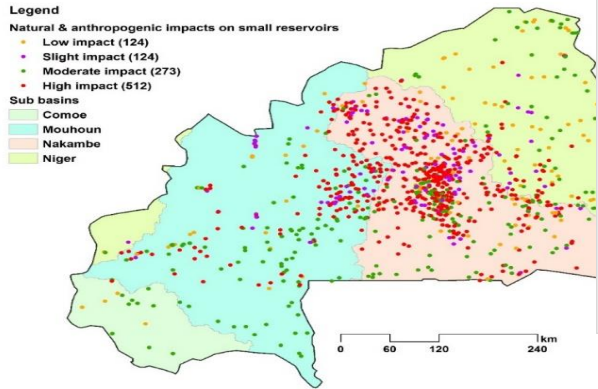 Legend
Natural & anthropogenic impacts on small reservoirs
Low impact (124)
Slight impact (124)
Moderate impact (273)
High impact (512)
Sub basins
Comoe
Mouhoun
Nakambe
Niger
km
0 60 120 240